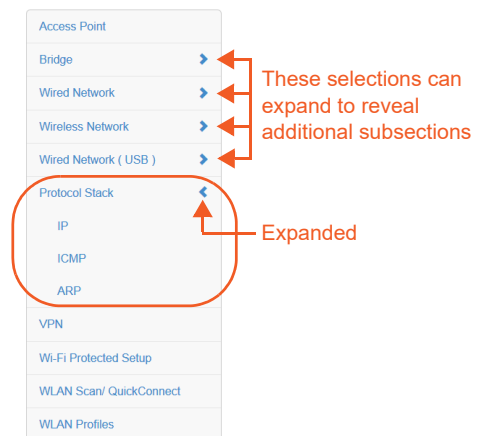 Access Point
Bridge
Wired Network
Wireless Network
Wired Network ( USB )
These selections can
expand to reveal
additional subsections
Protocol Stack
Expanded
IP
ICMP
ARP
VPN
Wi-Fi Protected Setup
WLAN Scan/ QuickConnect
WLAN Profiles